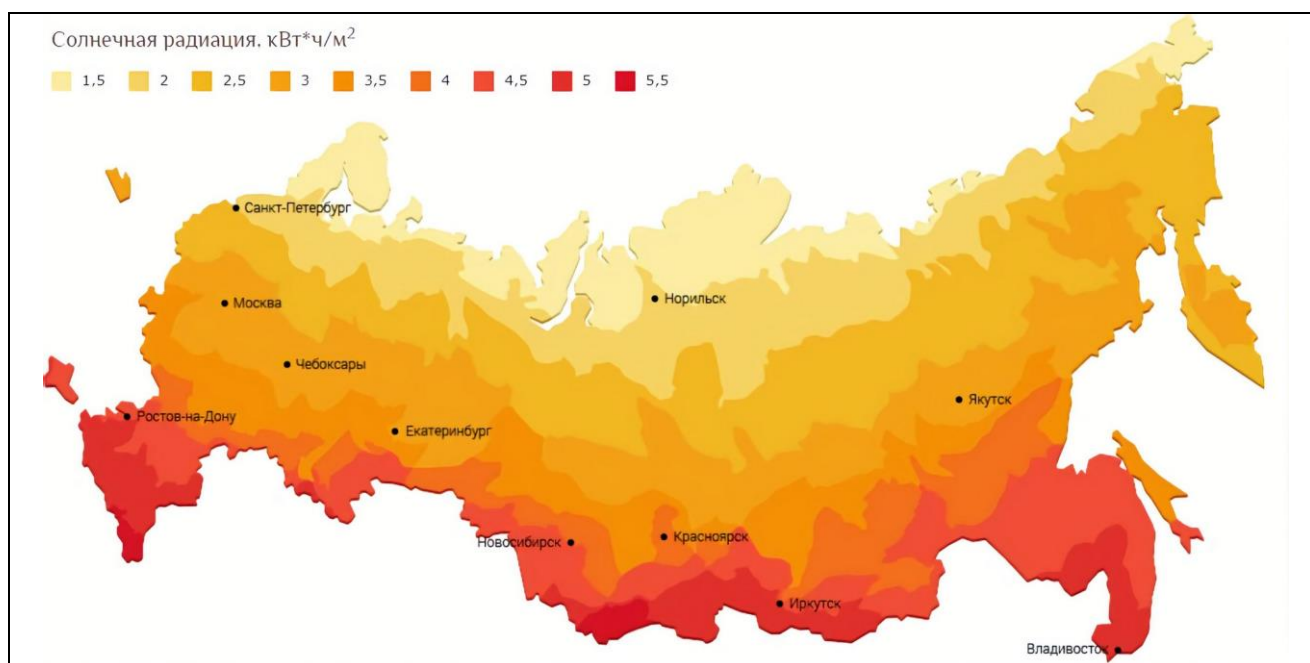 Солнечная радиация. кВт*ч/м²
1,5 2 2,5 3 3,5 4 4,5 5 5,5
Санкт-Петербург
Москва
Норильск
Чебоксары
Якутск
Ростов-на-Дону
Екатеринбург
Новосибирск
Красноярск
Иркутск
Владивосток